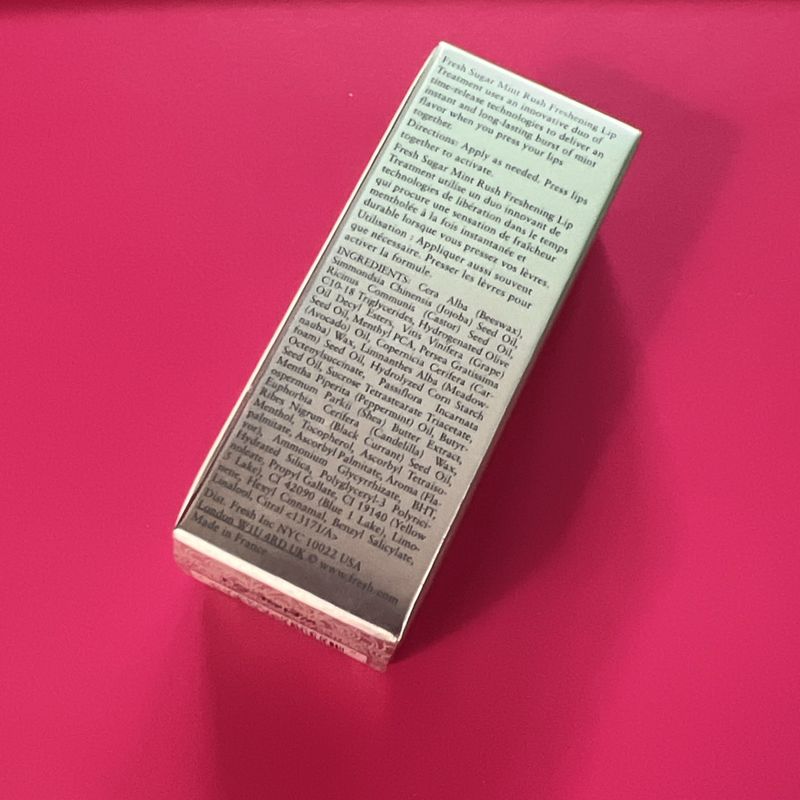 Fresh Sugar Mint Rush Freshening Lip
Treatment uses an innovative duo of
time-release technologies to deliver an
instant and long-lasting burst of mint
flavor when you press your lips
together.
Directions: Apply as needed. Press lips
together to activate.
Fresh Sugar Mint Rush Freshening Lip
Treatment utilise un duo innovant de
technologies de libération dans le temps
qui procure une sensation de fraîcheur
mentholée à la fois instantanée et
durable lorsque vous pressez vos lèvres.
Utilisation : Appliquer aussi souvent
que nécessaire. Presser les lèvres pour
activer la formule.
INGREDIENTS: Cera Alba (Beeswax),
Simmondsia Chinensis (Jojoba) Seed Oil,
Ricinus Communis (Castor) Seed Oil,
C10-18 Triglycerides, Hydrogenated Olive
Oil Decyl Esters, Vitis Vinifera (Grape)
Seed Oil, Menthyl PCA, Persea Gratissima
(Avocado) Oil, Copernicia Cerifera (Car-
nauba) Wax, Limnanthes Alba (Meadow-
foam) Seed Oil, Hydrolyzed Corn Starch
Octenylsuccinate, Passiflora Incarnata
Seed Oil, Sucrose Tetrastearate Triacetate,
Mentha Piperita (Peppermint) Oil, Butyr-
ospermum Parkii (Shea) Butter Extract,
Euphorbia Cerifera (Candelilla) Wax,
Ribes Nigrum (Black Currant) Seed Oil,
Menthol, Tocopherol, Ascorbyl Tetraiso-
palmitate, Ascorbyl Palmitate, Aroma (Fla-
vor), Ammonium Glycyrrhizate, BHT,
Hydrated Silica, Polyglyceryl-3 Polyrici-
noleate, Propyl Gallate, CI 19140 (Yellow
5 Lake), CI 42090 (Blue 1 Lake), Limo-
nene, Hexyl Cinnamal, Benzyl Salicylate,
Linalool, Citral <13171/A>
Dist. Fresh Inc NYC 10022 USA
London W1U 4RD UK © www.fresh.com
Made in France